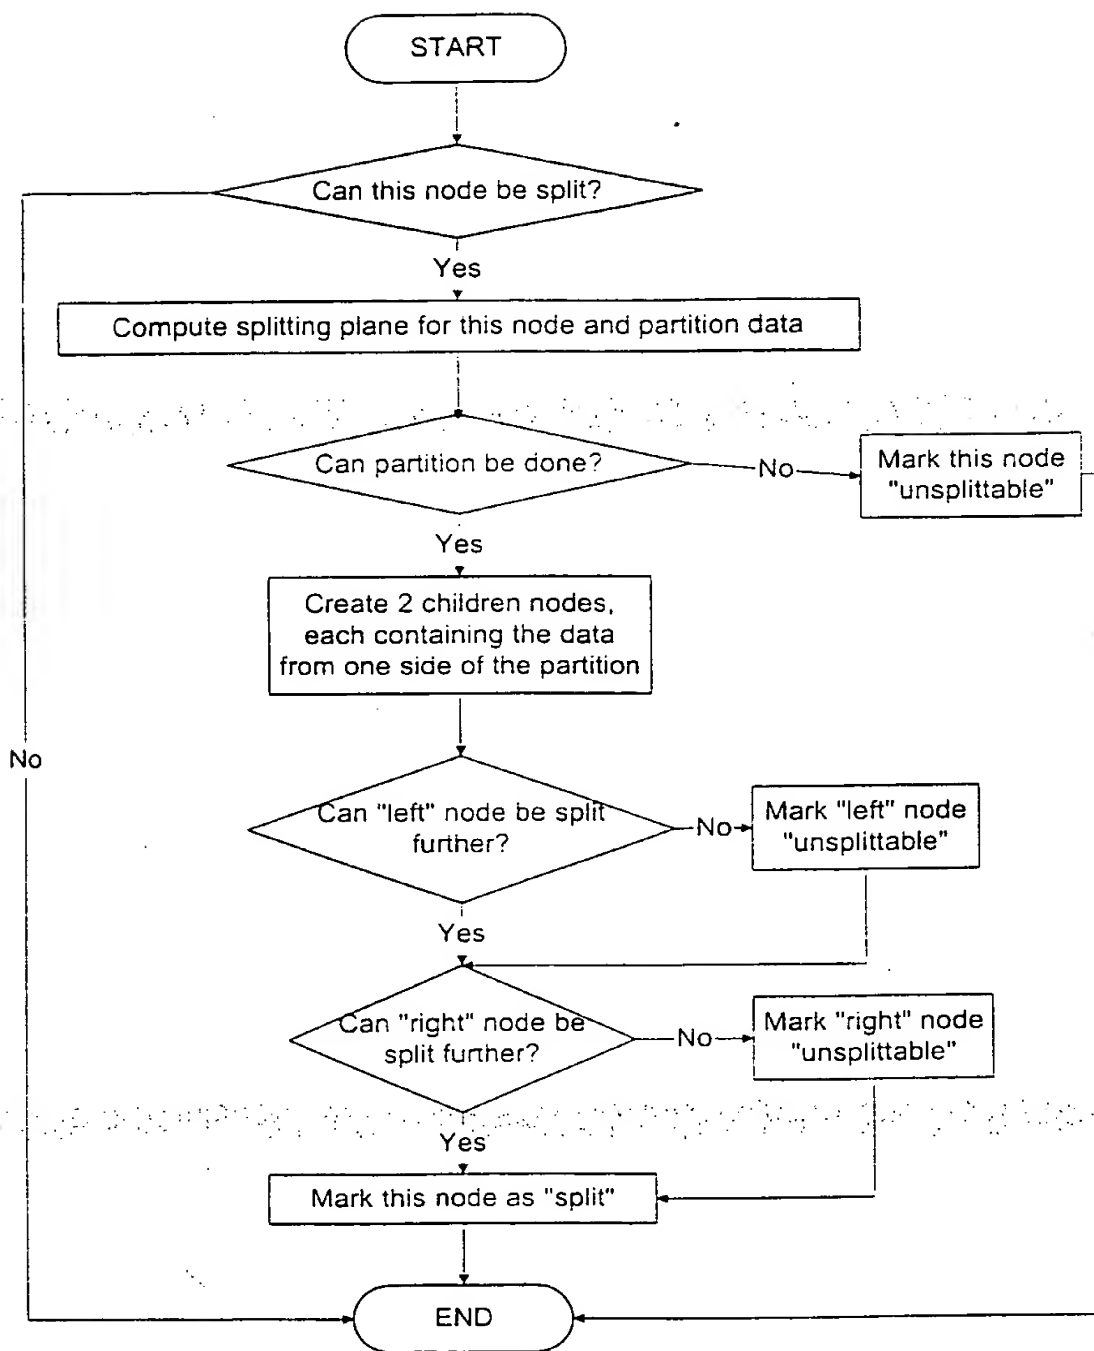 START
Can this node be split?
Yes
Compute splitting plane for this node and partition data
Can partition be done?
No
Mark this node
"unsplittable"
Yes
Create 2 children nodes,
each containing the data
from one side of the partition
No
Can "left" node be split
further?
No
Mark "left" node
"unsplittable"
Yes
Can "right" node be
split further?
No
Mark "right" node
"unsplittable"
Yes
Mark this node as "split"
END